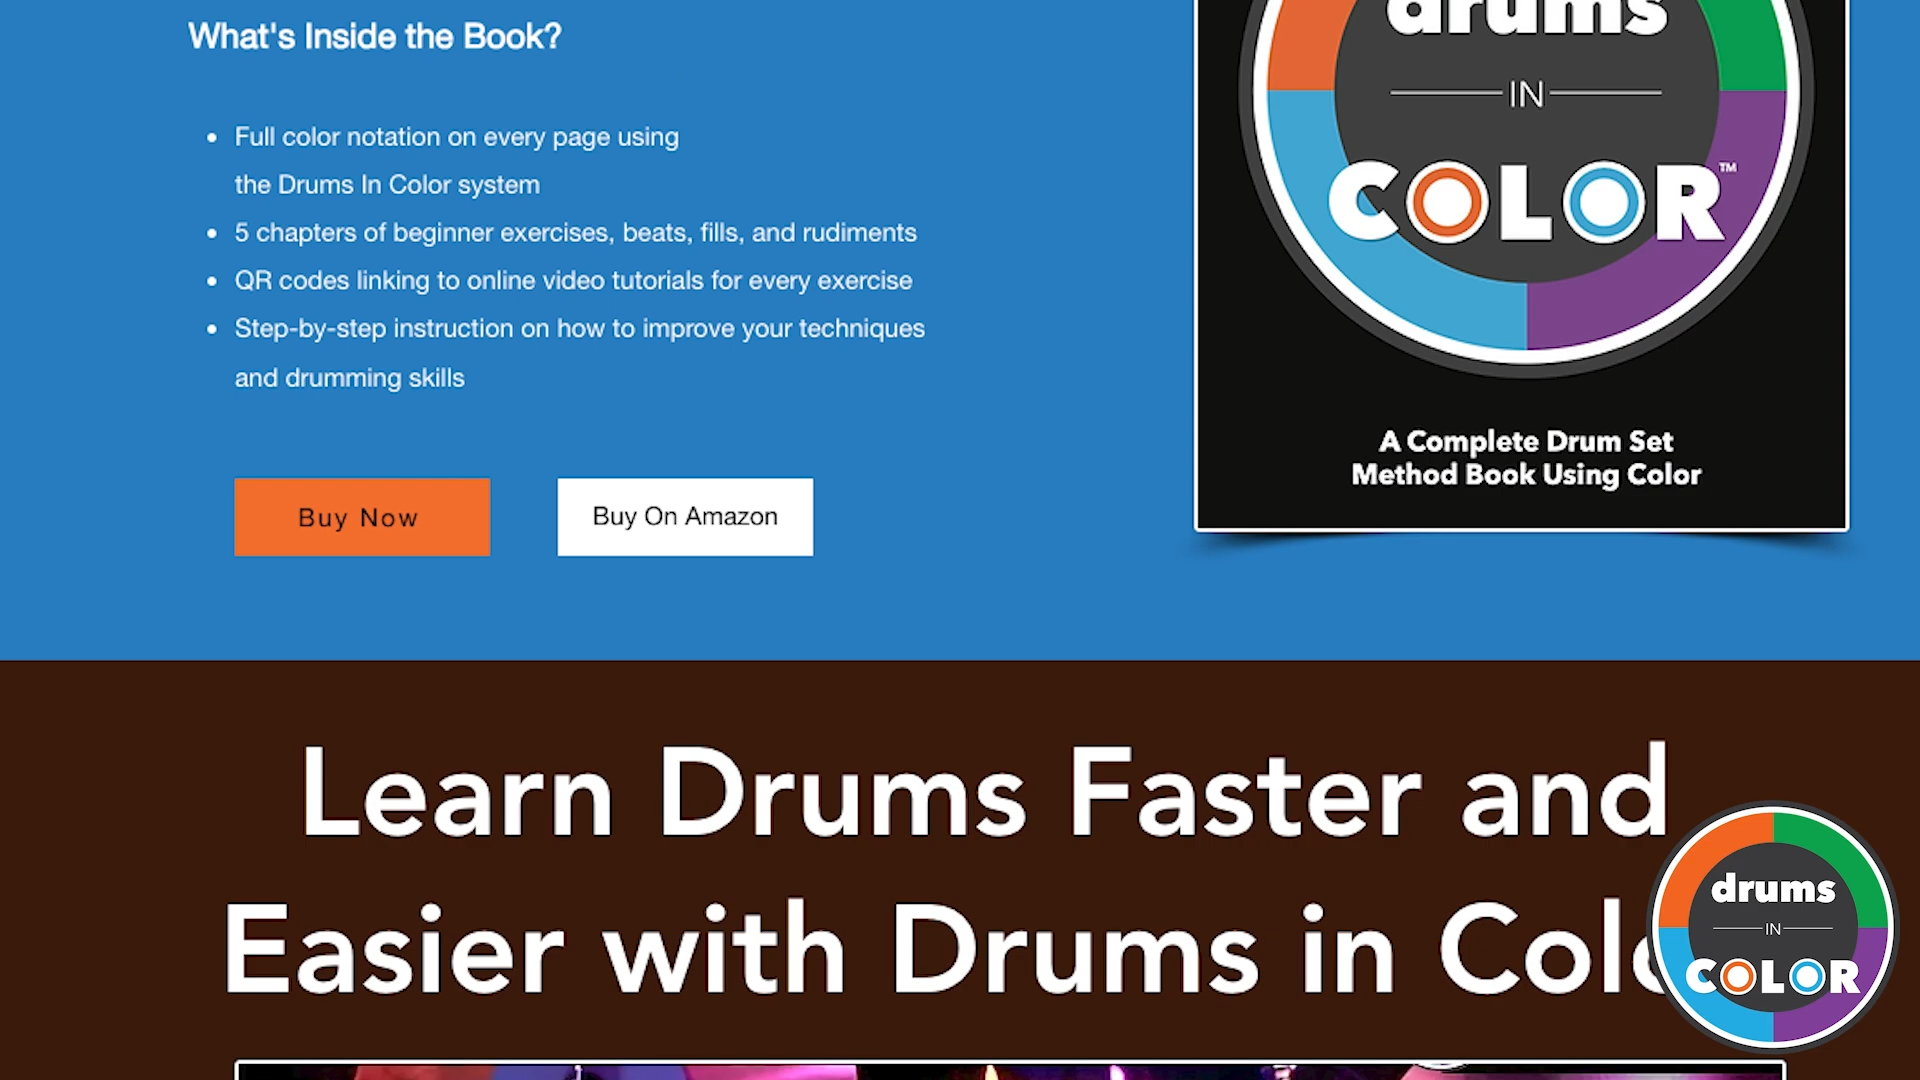 What's Inside the Book?
Full color notation on every page using
the Drums In Color system
5 chapters of beginner exercises, beats, fills, and rudiments
QR codes linking to online video tutorials for every exercise
Step-by-step instruction on how to improve your techniques
and drumming skills
Buy Now
Buy On Amazon
drums
IN
COLOR™
A Complete Drum Set
Method Book Using Color
Learn Drums Faster and
Easier with Drums in Colo
drums
IN
COLOR